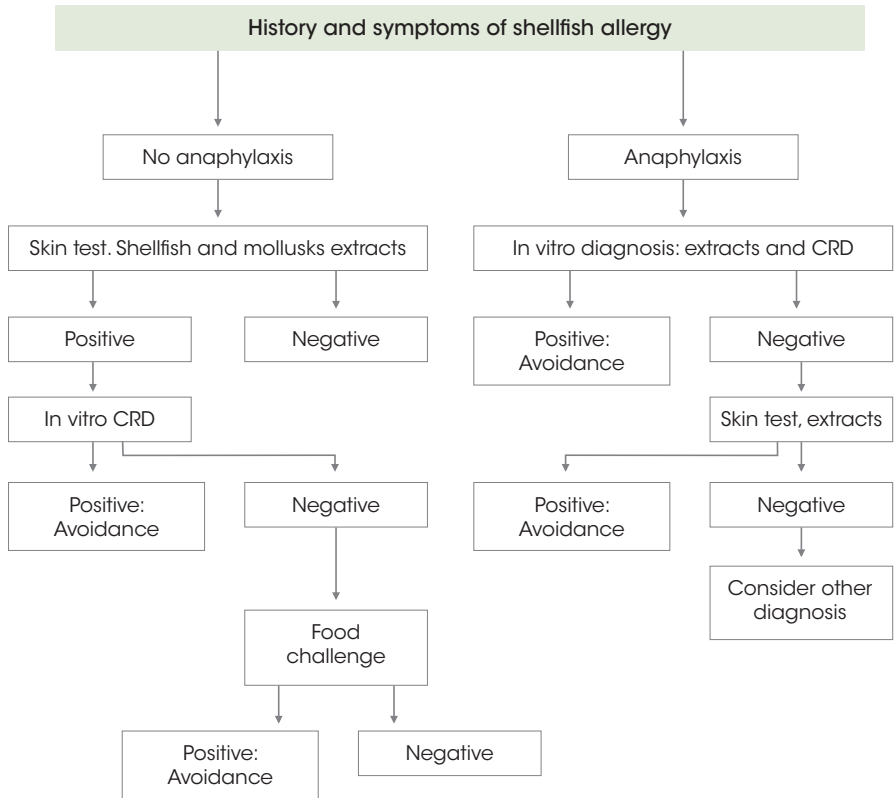 History and symptoms of shellfish allergy
No anaphylaxis
Anaphylaxis
Skin test. Shellfish and mollusks extracts
In vitro diagnosis: extracts and CRD
Positive
Negative
Positive:
Avoidance
Negative
In vitro CRD
Skin test, extracts
Positive:
Avoidance
Negative
Positive:
Avoidance
Negative
Consider other
diagnosis
Food
challenge
Positive:
Avoidance
Negative